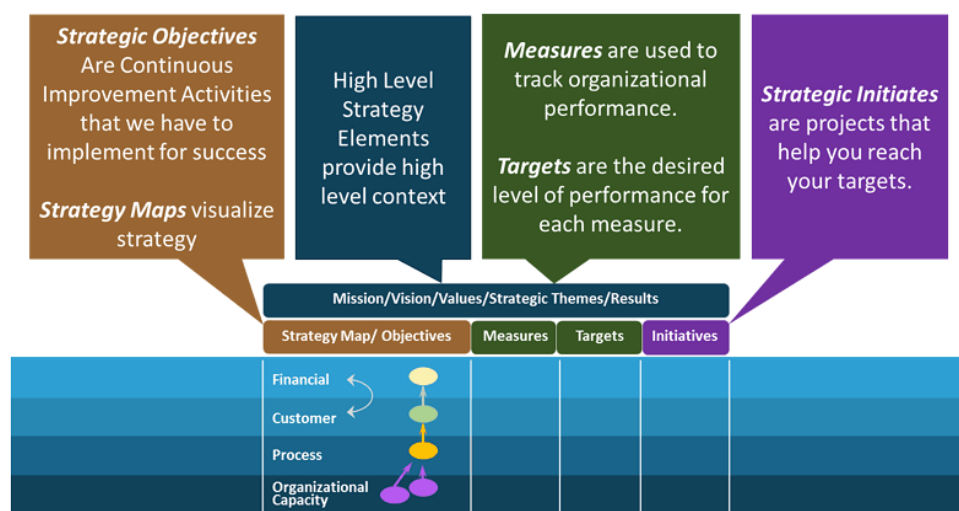 Strategic Objectives
Are Continuous
Improvement Activities
that we have to
implement for success
Strategy Maps visualize
strategy
High Level
Strategy
Elements
provide high
level context
Measures are used to
track organizational
performance.
Targets are the desired
level of performance for
each measure.
Strategic Initiates
are projects that
help you reach
your targets.
Mission/Vision/Values/Strategic Themes/Results
Strategy Map/ Objectives
Measures
Targets
Initiatives
Financial
Customer
Process
Organizational
Capacity